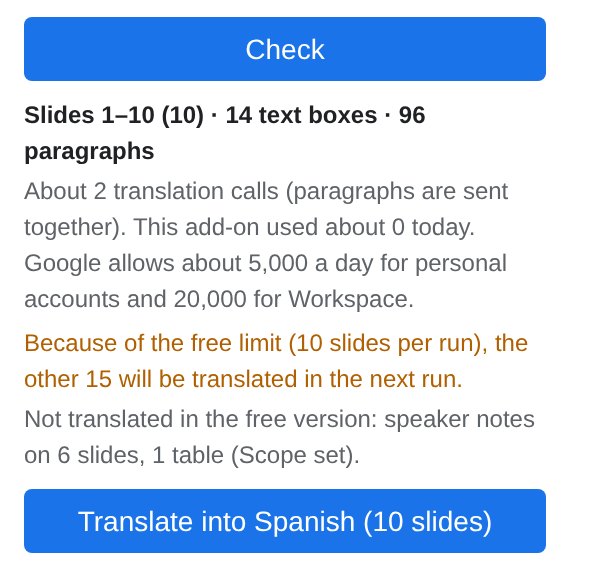 Check
Slides 1–10 (10) · 14 text boxes · 96
paragraphs
About 2 translation calls (paragraphs are sent
together). This add-on used about 0 today.
Google allows about 5,000 a day for personal
accounts and 20,000 for Workspace.
Because of the free limit (10 slides per run), the
other 15 will be translated in the next run.
Not translated in the free version: speaker notes
on 6 slides, 1 table (Scope set).
Translate into Spanish (10 slides)